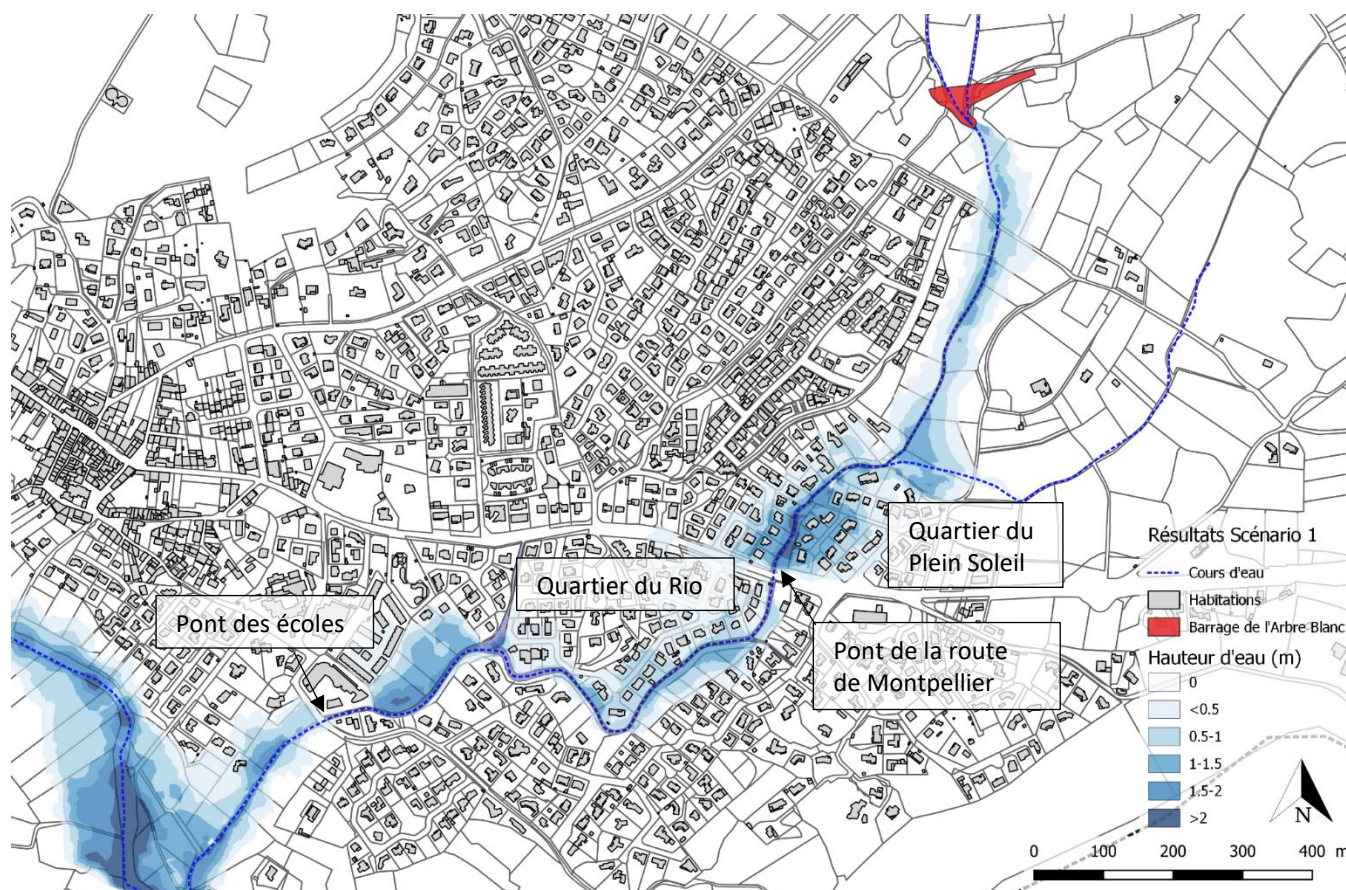 Quartier du
Plein Soleil
Quartier du Rio
Pont des écoles
Pont de la route
de Montpellier
Résultats Scénario 1
Cours d'eau
Habitations
Barrage de l'Arbre Blanc
Hauteur d'eau (m)
0
<0.5
0.5-1
1-1.5
1.5-2
>2
N
0 100 200 300 400 m